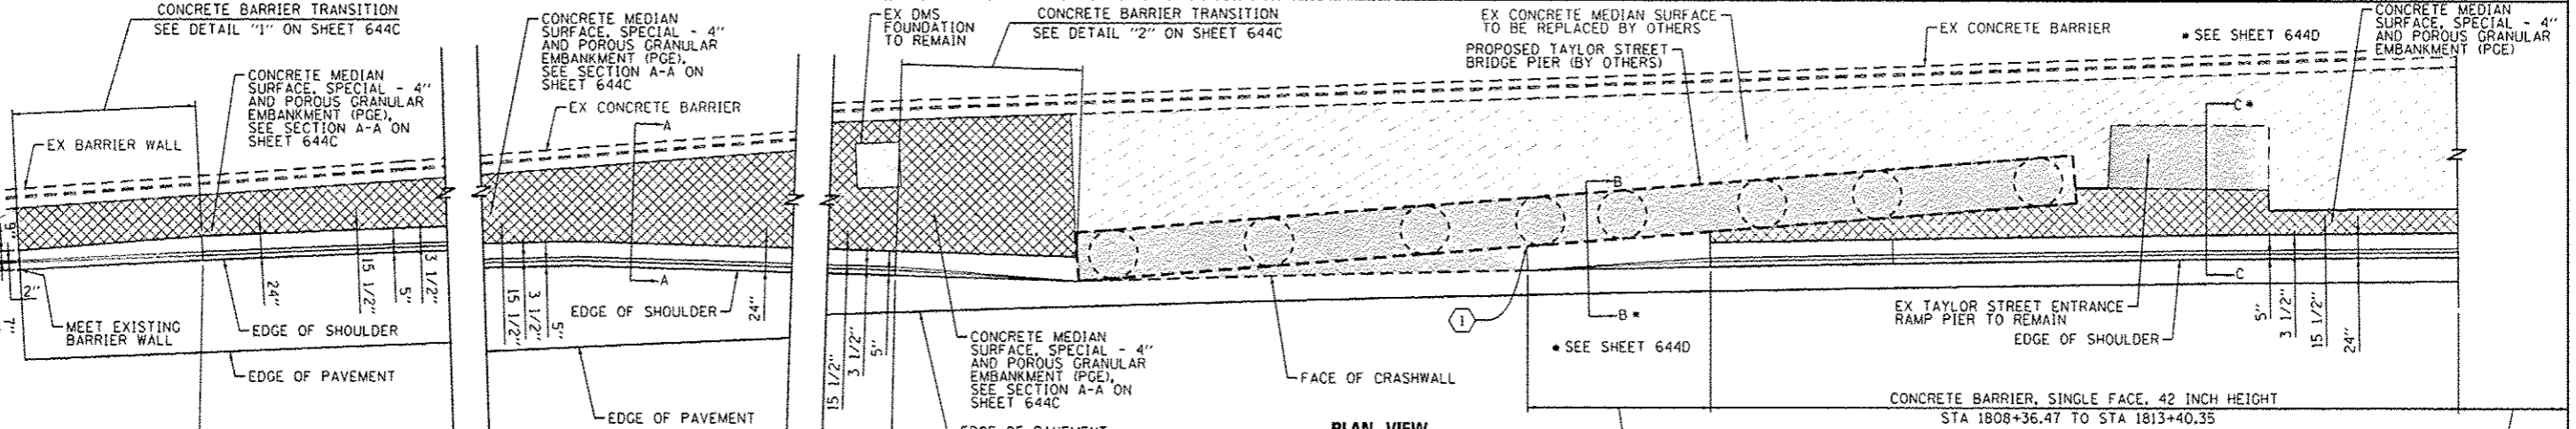 CONCRETE BARRIER TRANSITION
SEE DETAIL "1" ON SHEET 644C
CONCRETE MEDIAN
SURFACE, SPECIAL - 4"
AND POROUS GRANULAR
EMBANKMENT (PGE),
SEE SECTION A-A ON
SHEET 644C
EX BARRIER WALL
2"
7"
MEET EXISTING
BARRIER WALL
EDGE OF SHOULDER
EDGE OF PAVEMENT
24"
15 1/2"
5"
3 1/2"
CONCRETE MEDIAN
SURFACE, SPECIAL - 4"
AND POROUS GRANULAR
EMBANKMENT (PGE),
SEE SECTION A-A ON
SHEET 644C
EX CONCRETE BARRIER
A
A
15 1/2"
3 1/2"
5"
EDGE OF SHOULDER
24"
EDGE OF PAVEMENT
EX DMS
FOUNDATION
TO REMAIN
CONCRETE BARRIER TRANSITION
SEE DETAIL "2" ON SHEET 644C
15 1/2"
3 1/2"
5"
CONCRETE MEDIAN
SURFACE, SPECIAL - 4"
AND POROUS GRANULAR
EMBANKMENT (PGE),
SEE SECTION A-A ON
SHEET 644C
EDGE OF PAVEMENT
EX CONCRETE MEDIAN SURFACE
TO BE REPLACED BY OTHERS
PROPOSED TAYLOR STREET
BRIDGE PIER (BY OTHERS)
EX CONCRETE BARRIER
* SEE SHEET 644D
CONCRETE MEDIAN
SURFACE, SPECIAL - 4"
AND POROUS GRANULAR
EMBANKMENT (PGE)
C *
C
B
B *
1
* SEE SHEET 644D
FACE OF CRASHWALL
EX TAYLOR STREET ENTRANCE
RAMP PIER TO REMAIN
EDGE OF SHOULDER
5"
3 1/2"
15 1/2"
24"
CONCRETE BARRIER, SINGLE FACE, 42 INCH HEIGHT
STA 1808+36.47 TO STA 1813+40.35
PLAN VIEW